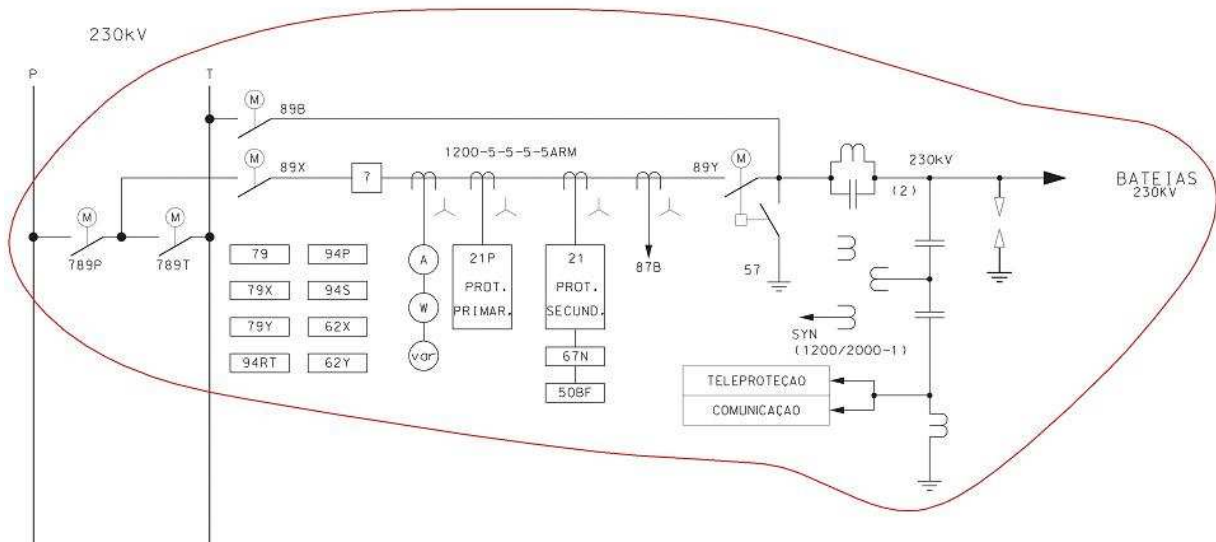 230kV
P
T
M
89B
1200-5-5-5-5ARM
M
89X
?
89Y
M
230kV
(2)
BATEIAS
230KV
M
789P
M
789T
79
94P
79X
94S
79Y
62X
94RT
62Y
A
W
var
21P
PROT.
PRIMAR.
21
PROT.
SECUND.
67N
50BF
87B
57
SYN
(1200/2000-1)
TELEPROTEÇAO
COMUNICAÇAO